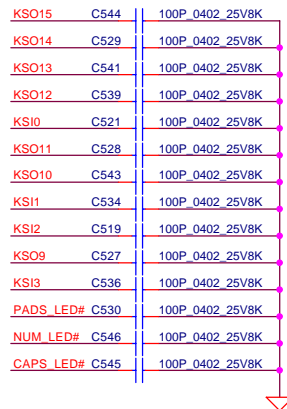 KSO15 C544 100P_0402_25V8K
KSO14 C529 100P_0402_25V8K
KSO13 C541 100P_0402_25V8K
KSO12 C539 100P_0402_25V8K
KSI0 C521 100P_0402_25V8K
KSO11 C528 100P_0402_25V8K
KSO10 C543 100P_0402_25V8K
KSI1 C534 100P_0402_25V8K
KSI2 C519 100P_0402_25V8K
KSO9 C527 100P_0402_25V8K
KSI3 C536 100P_0402_25V8K
PADS_LED# C530 100P_0402_25V8K
NUM_LED# C546 100P_0402_25V8K
CAPS_LED# C545 100P_0402_25V8K